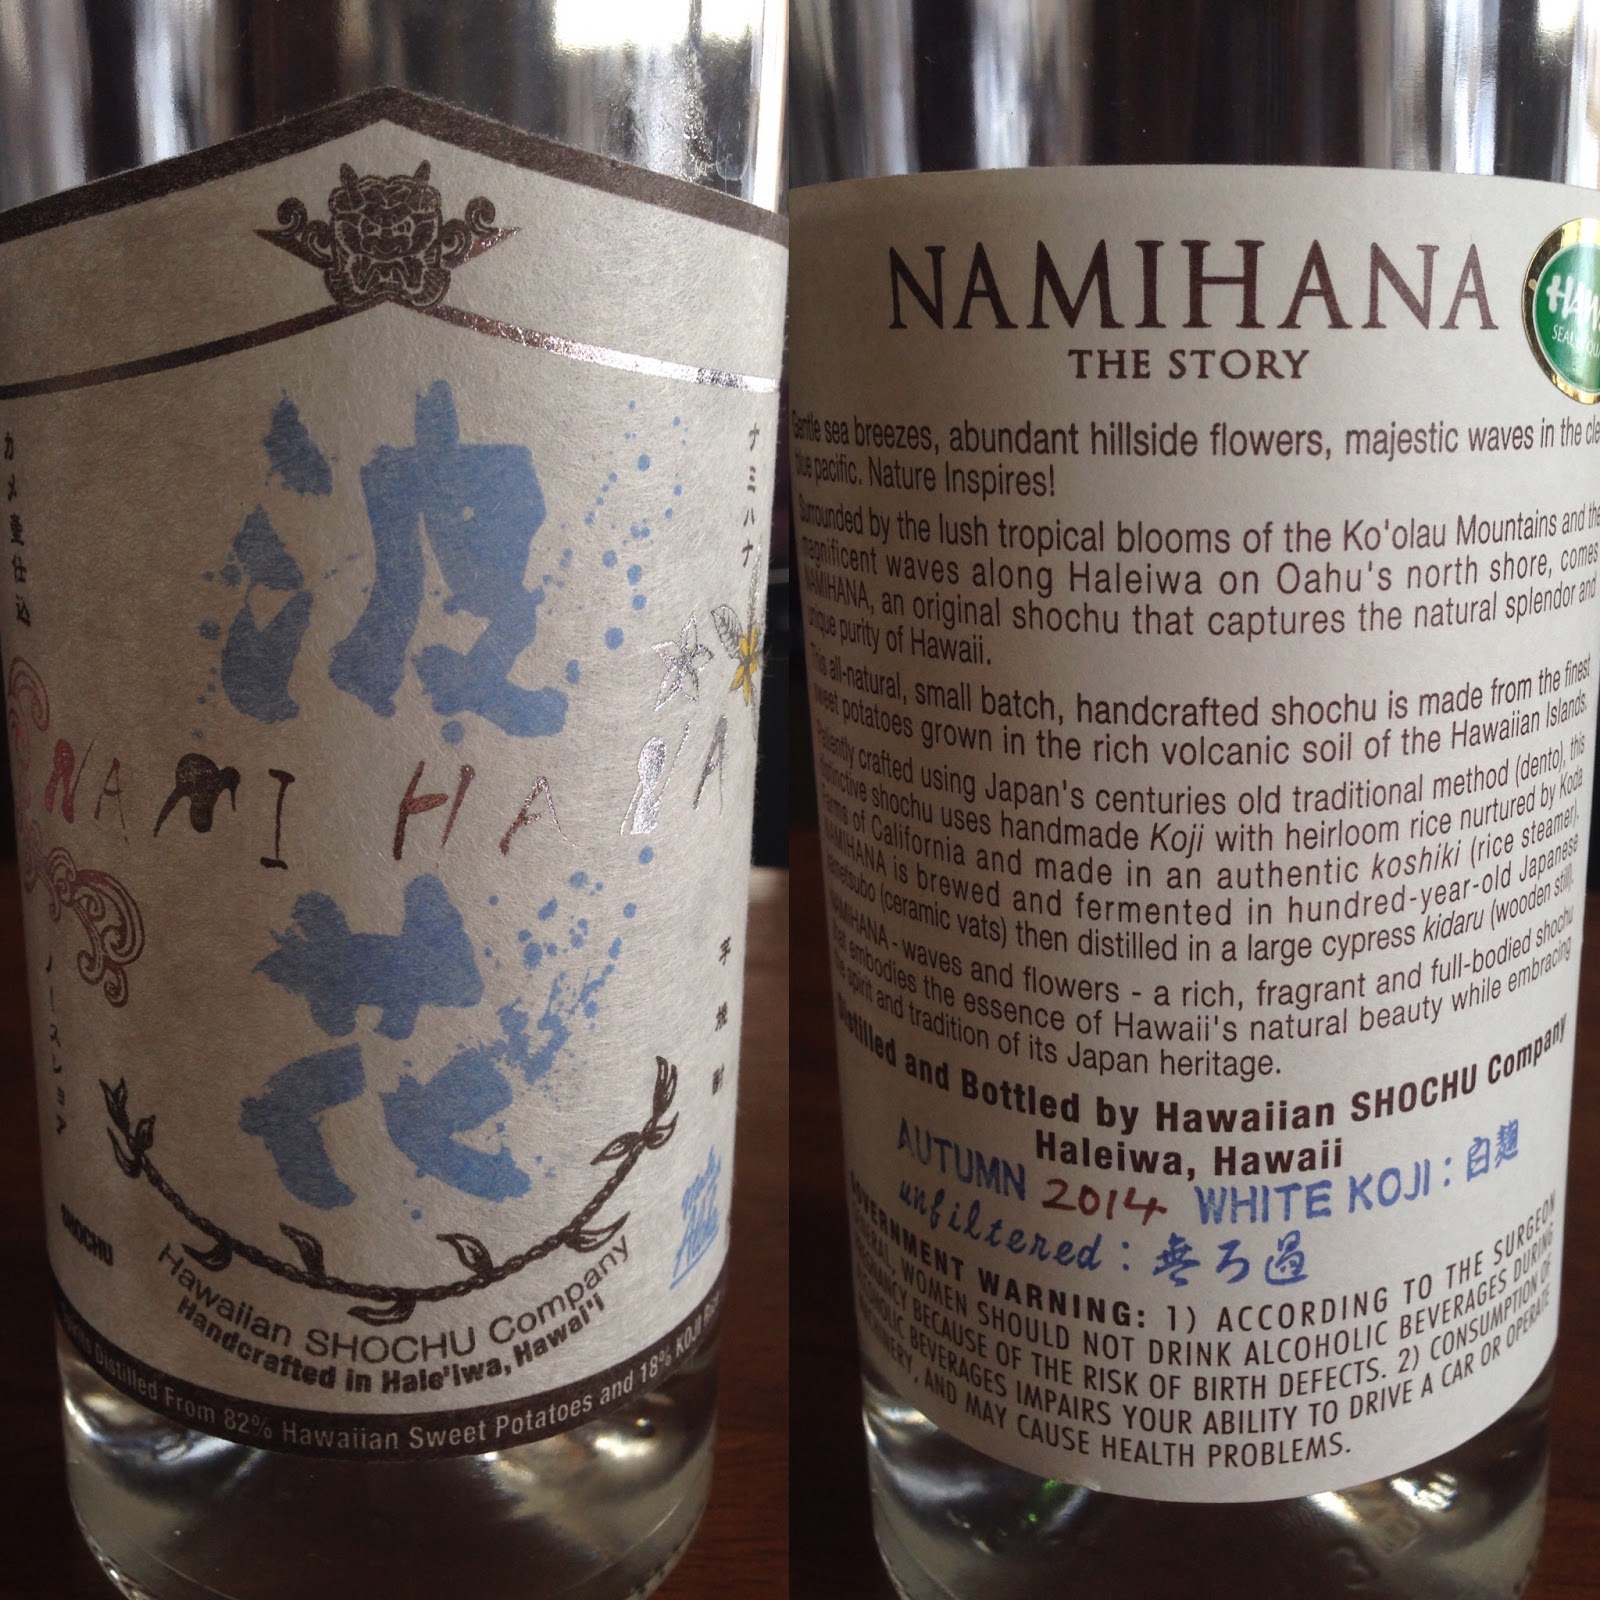 カメ壷仕込
ナミハナ
浪
NAMI HANA
花
ノースショア
芋焼酎
SHOCHU
Made
Aloha
Hawaiian SHOCHU Company
Handcrafted in Hale'iwa, Hawai'i
Distilled From 82% Hawaiian Sweet Potatoes and 18% KOJI
NAMIHANA
THE STORY
Gentle sea breezes, abundant hillside flowers, majestic waves in the
blue pacific. Nature Inspires!
Surrounded by the lush tropical blooms of the Ko'olau Mountains and the
magnificent waves along Haleiwa on Oahu's north shore, comes
NAMIHANA, an original shochu that captures the natural splendor and
unique purity of Hawaii.
This all-natural, small batch, handcrafted shochu is made from the finest
sweet potatoes grown in the rich volcanic soil of the Hawaiian Islands.
Patiently crafted using Japan's centuries old traditional method (dento), this
distinctive shochu uses handmade Koji with heirloom rice nurtured by Koda
Farms of California and made in an authentic koshiki (rice steamer).
NAMIHANA is brewed and fermented in hundred-year-old Japanese
kametsubo (ceramic vats) then distilled in a large cypress kidaru (wooden still).
NAMIHANA - waves and flowers - a rich, fragrant and full-bodied shochu
that embodies the essence of Hawaii's natural beauty while embracing
the spirit and tradition of its Japan heritage.
Distilled and Bottled by Hawaiian SHOCHU Company
Haleiwa, Hawaii
AUTUMN 2014 WHITE KOJI : 白麹
unfiltered : 無ろ過
GOVERNMENT WARNING: 1) ACCORDING TO THE SURGEON
GENERAL, WOMEN SHOULD NOT DRINK ALCOHOLIC BEVERAGES DURING
PREGNANCY BECAUSE OF THE RISK OF BIRTH DEFECTS. 2) CONSUMPTION OF
ALCOHOLIC BEVERAGES IMPAIRS YOUR ABILITY TO DRIVE A CAR OR OPERATE
MACHINERY, AND MAY CAUSE HEALTH PROBLEMS.